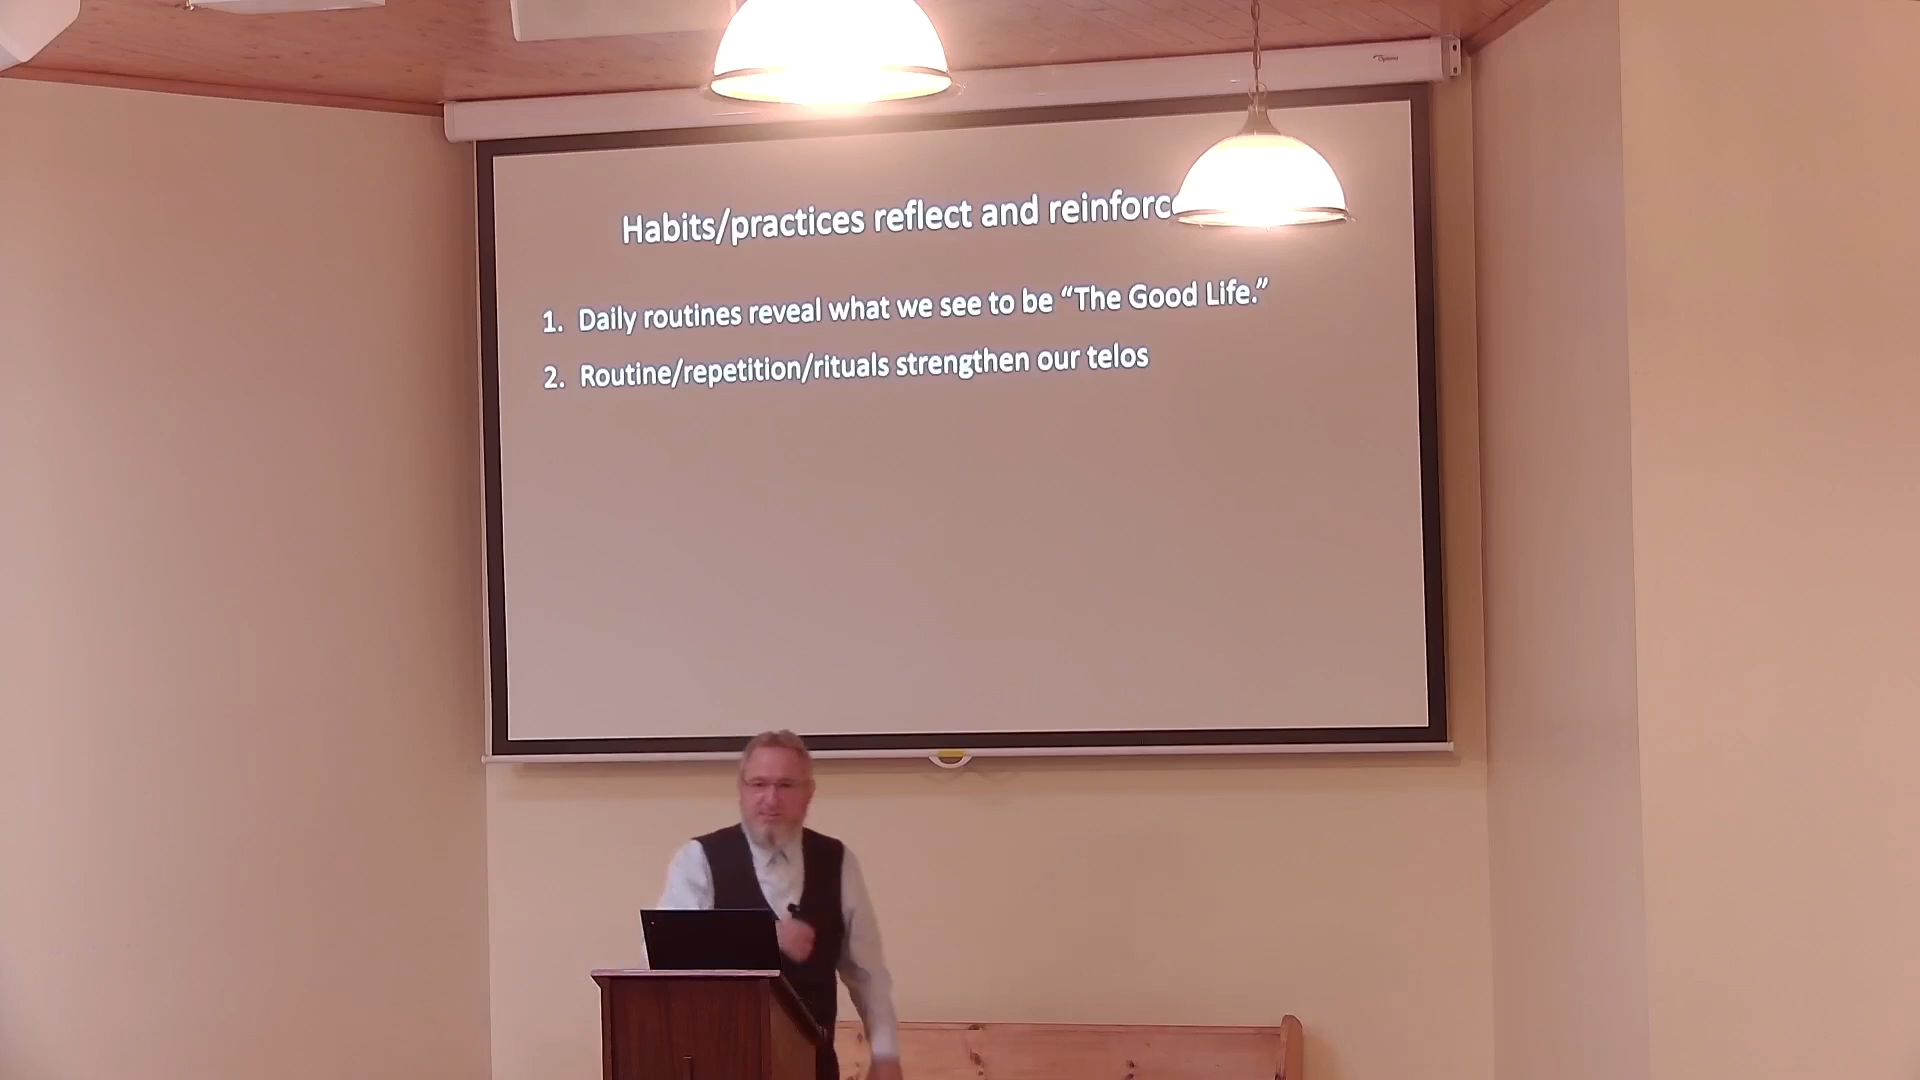 Optoma
Habits/practices reflect and reinforc
1. Daily routines reveal what we see to be “The Good Life.”
2. Routine/repetition/rituals strengthen our telos